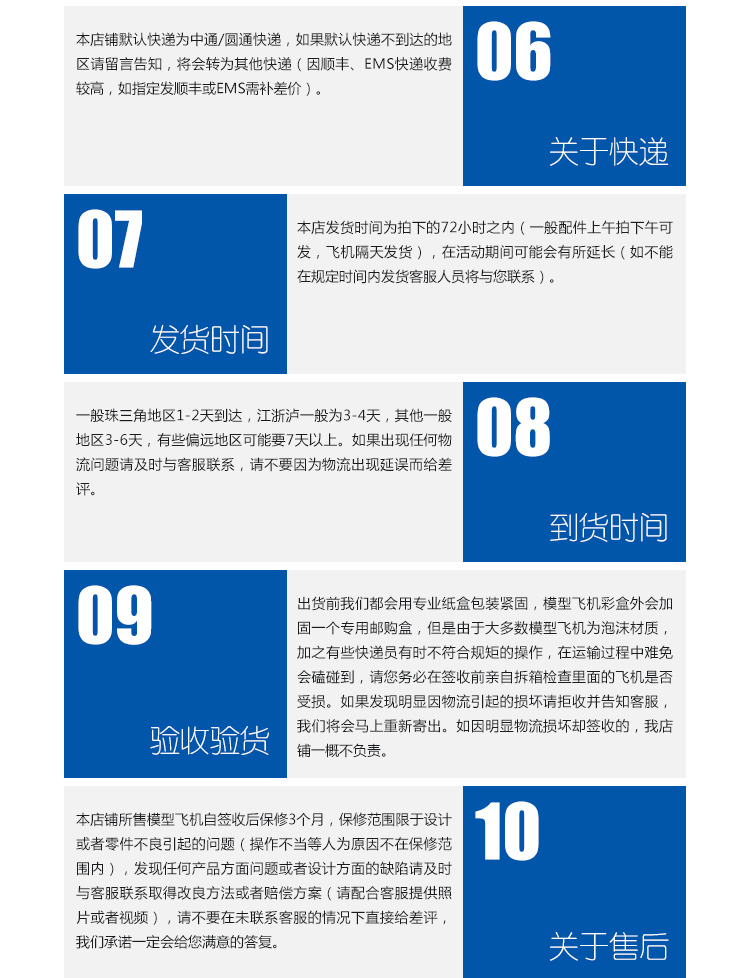 本店铺默认快递为中通/圆通快递，如果默认快递不到达的地
区请留言告知，将会转为其他快递（因顺丰、EMS快递收费
较高，如指定发顺丰或EMS需补差价）。
06
关于快递
07
发货时间
本店发货时间为拍下的72小时之内（一般配件上午拍下午可
发，飞机隔天发货），在活动期间可能会有所延长（如不能
在规定时间内发货客服人员将与您联系）。
一般珠三角地区1-2天到达，江浙泸一般为3-4天，其他一般
地区3-6天，有些偏远地区可能要7天以上。如果出现任何物
流问题请及时与客服联系，请不要因为物流出现延误而给差
评。
08
到货时间
09
验收验货
出货前我们都会用专业纸盒包装紧固，模型飞机彩盒外会加
固一个专用邮购盒，但是由于大多数模型飞机为泡沫材质，
加之有些快递员有时不符合规矩的操作，在运输过程中难免
会磕碰到，请您务必在签收前亲自拆箱检查里面的飞机是否
受损。如果发现明显因物流引起的损坏请拒收并告知客服，
我们将会马上重新寄出。如因明显物流损坏却签收的，我店
铺一概不负责。
本店铺所售模型飞机自签收后保修3个月，保修范围限于设计
或者零件不良引起的问题（操作不当等人为原因不在保修范
围内），发现任何产品方面问题或者设计方面的缺陷请及时
与客服联系取得改良方法或者赔偿方案（请配合客服提供照
片或者视频），请不要在未联系客服的情况下直接给差评，
我们承诺一定会给您满意的答复。
10
关于售后